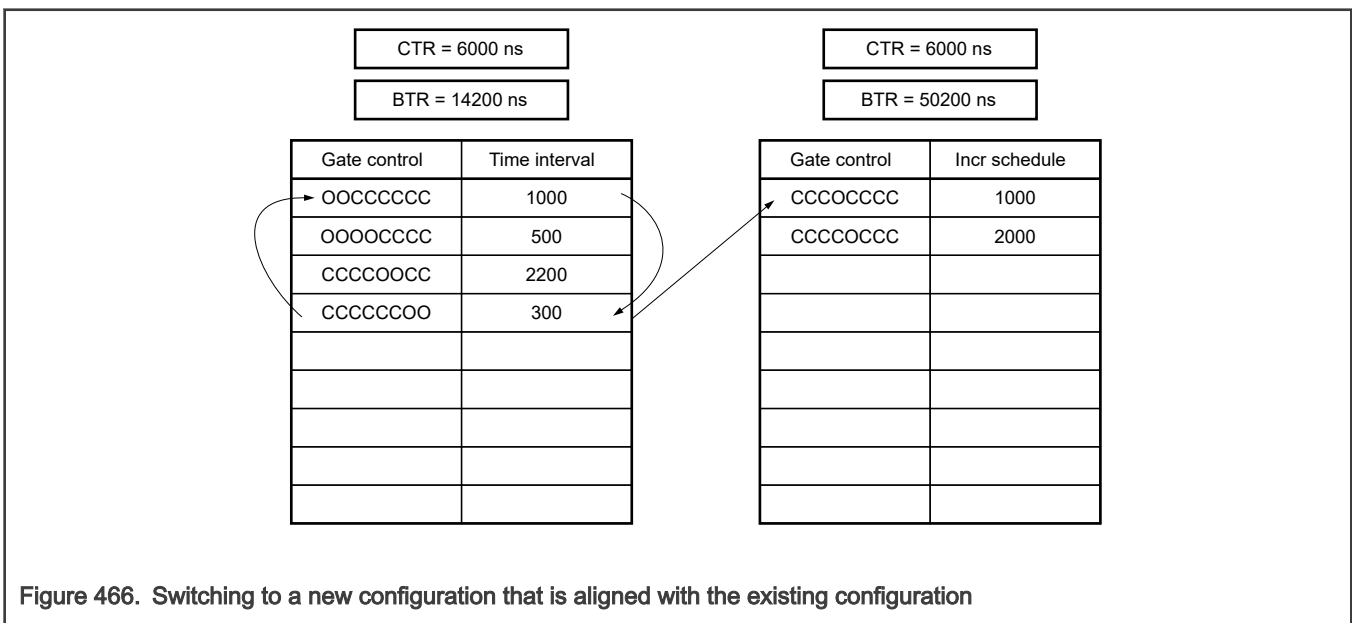 CTR = 6000 ns
BTR = 14200 ns
Gate control Time interval
OOCCCCCC 1000
OOOOCCCC 500
CCCCOOCC 2200
CCCCCCOO 300
CTR = 6000 ns
BTR = 50200 ns
Gate control Incr schedule
CCCOCCCC 1000
CCCCOCCC 2000
Figure 466. Switching to a new configuration that is aligned with the existing configuration